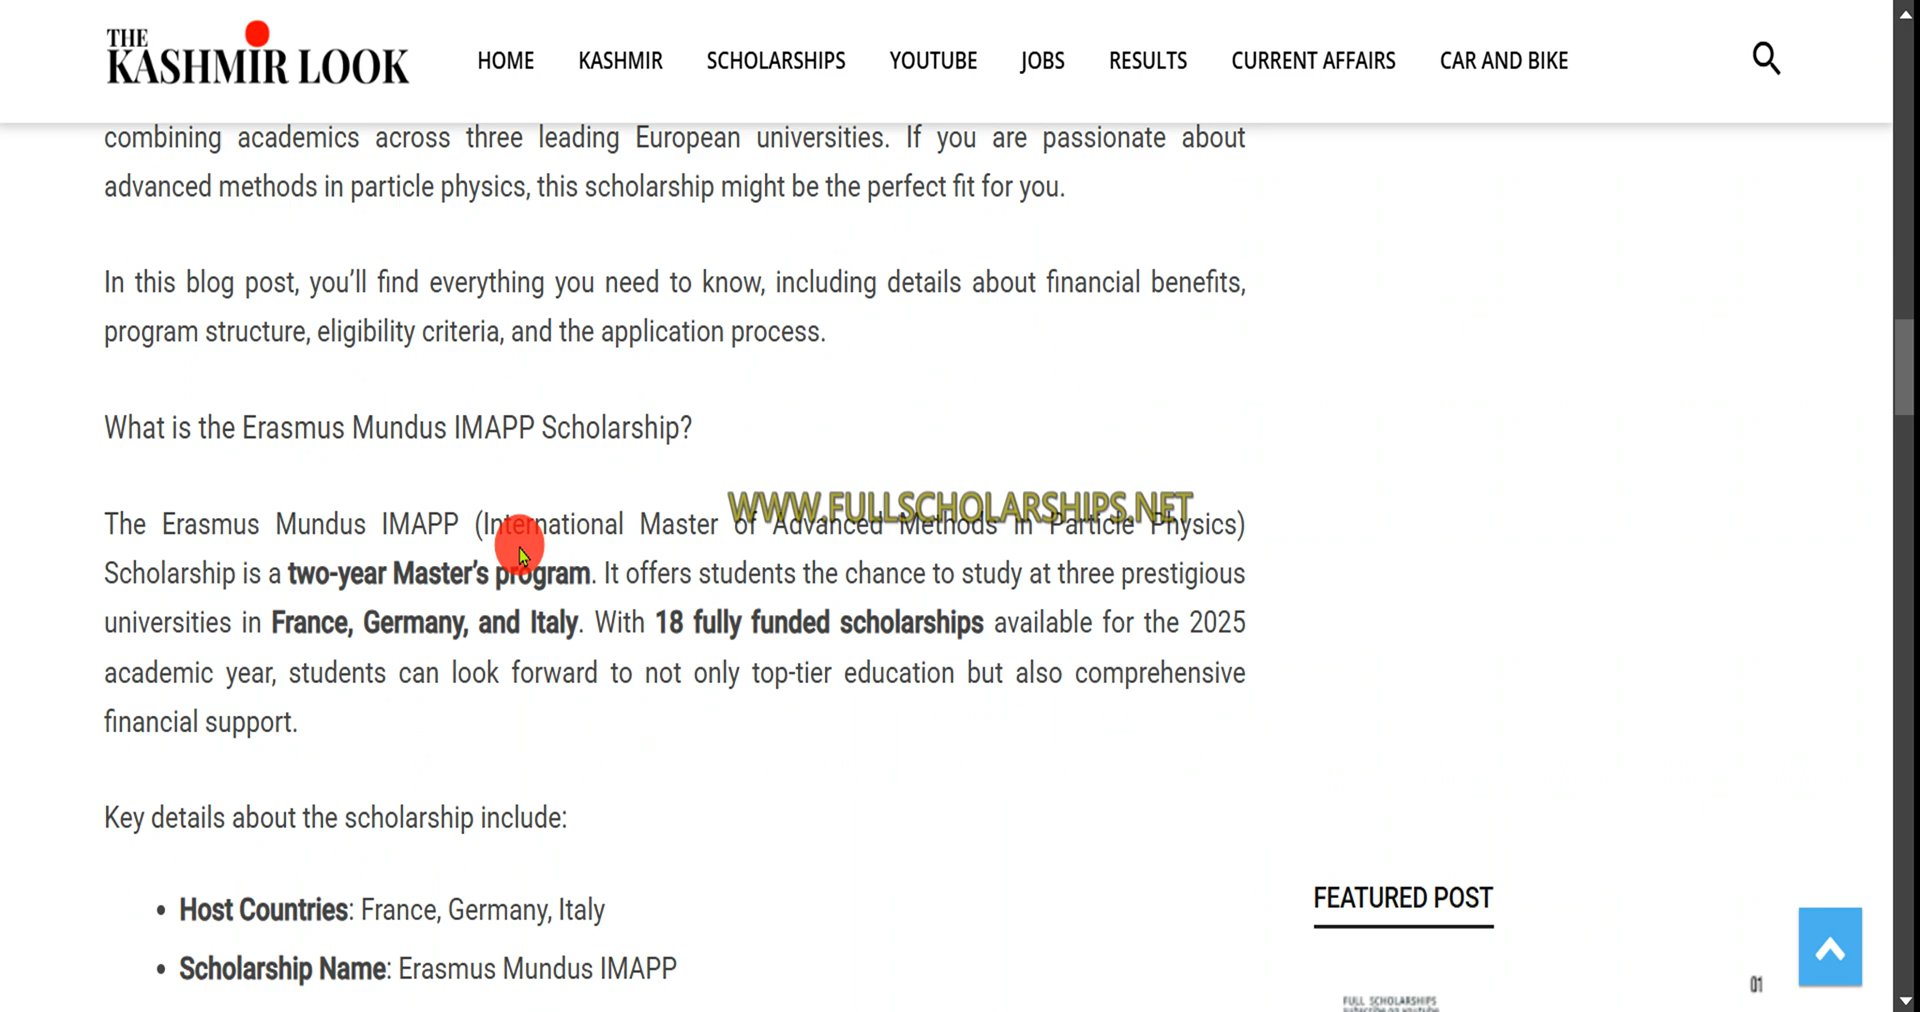 THE
KASHMIR LOOK
HOME KASHMIR SCHOLARSHIPS YOUTUBE JOBS RESULTS CURRENT AFFAIRS CAR AND BIKE
combining academics across three leading European universities. If you are passionate about
advanced methods in particle physics, this scholarship might be the perfect fit for you.
In this blog post, you’ll find everything you need to know, including details about financial benefits,
program structure, eligibility criteria, and the application process.
What is the Erasmus Mundus IMAPP Scholarship?
WWW.FULLSCHOLARSHIPS.NET
The Erasmus Mundus IMAPP (International Master of Advanced Methods in Particle Physics)
Scholarship is a two-year Master’s program. It offers students the chance to study at three prestigious
universities in France, Germany, and Italy. With 18 fully funded scholarships available for the 2025
academic year, students can look forward to not only top-tier education but also comprehensive
financial support.
Key details about the scholarship include:
• Host Countries: France, Germany, Italy
• Scholarship Name: Erasmus Mundus IMAPP
FEATURED POST
01
FULL SCHOLARSHIPS
subscribe on youtube